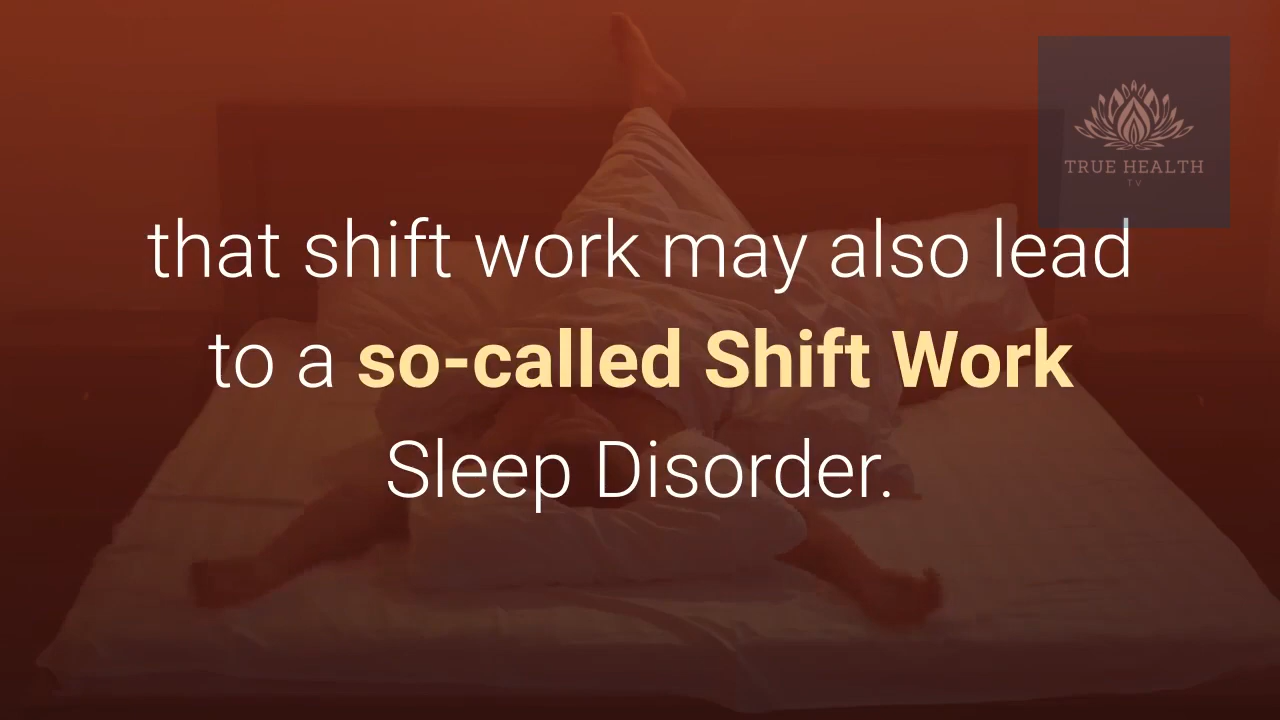 TRUE HEALTH
TV
that shift work may also lead
to a so-called Shift Work
Sleep Disorder.